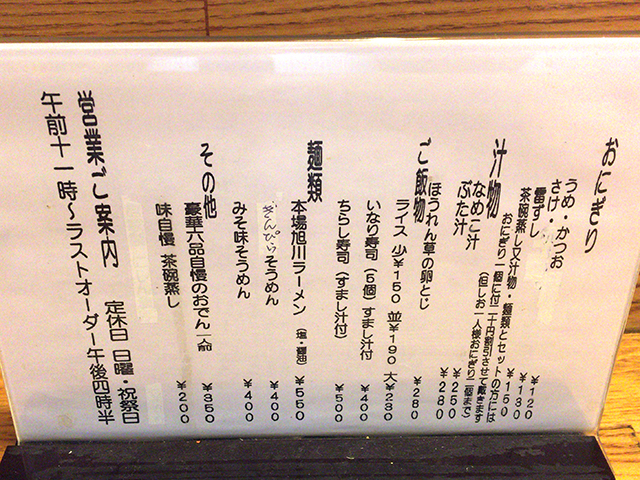 おにぎり
うめ・かつお ¥120
さけ・ ¥130
雷ずし ¥150
茶碗蒸し又汁物・麺類とセットの方には
おにぎり一個に付二十円割引させて戴きます
(但しお一人様おにぎり二個まで)
汁物
なめこ汁 ¥250
ぶた汁 ¥280
ご飯物
ほうれん草の卵とじ ¥280
ライス 少¥150 並¥190 大¥230
いなり寿司(5個)すまし汁付 ¥400
ちらし寿司(すまし汁付) ¥500
麺類
本場旭川ラーメン(塩・醤油) ¥550
ぎんぴらそうめん ¥400
みそ味そうめん ¥400
その他
豪華六品自慢のおでん 一人前 ¥350
味自慢 茶碗蒸し ¥200
営業ご案内 定休日 日曜・祝祭日
午前十一時～ラストオーダー午後四時半